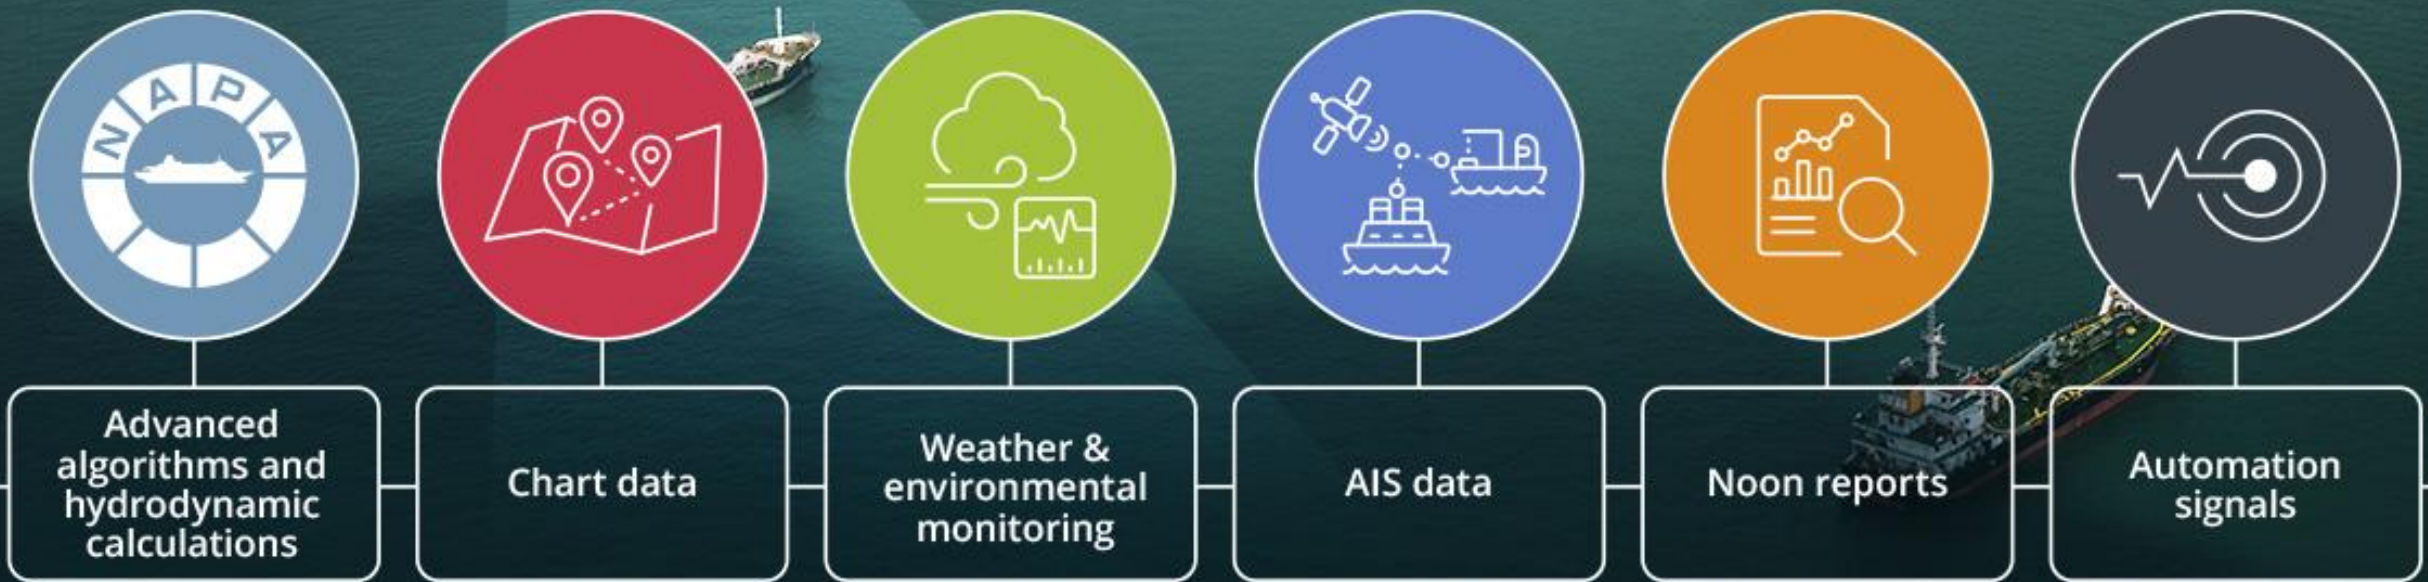 NAPA
Advanced
algorithms and
hydrodynamic
calculations
Chart data
Weather &
environmental
monitoring
AIS data
Noon reports
Automation
signals